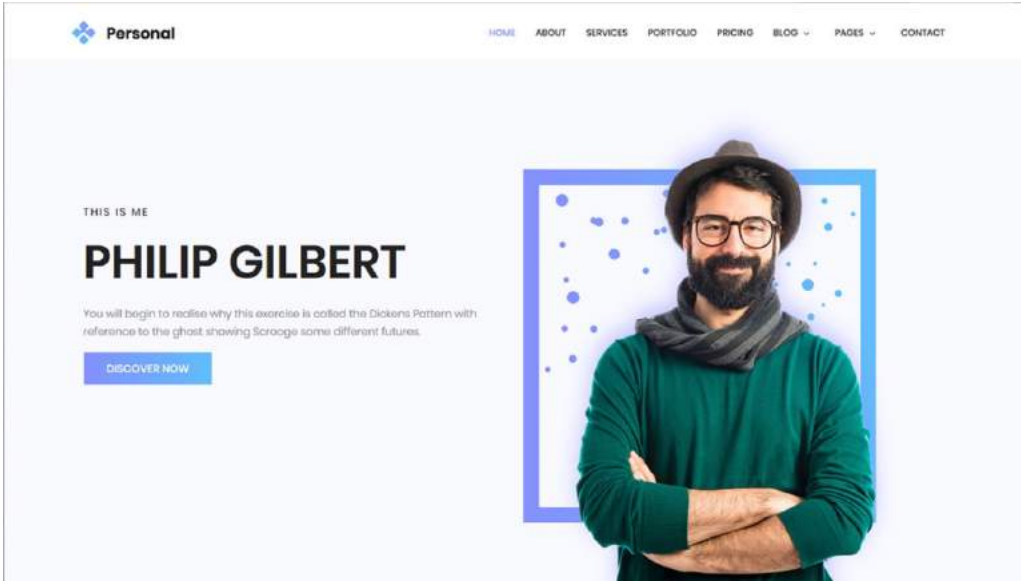 Personal
HOME ABOUT SERVICES PORTFOLIO PRICING BLOG PAGES CONTACT
THIS IS ME
PHILIP GILBERT
You will begin to realise why this exercise is called the Dickens Pattern with
reference to the ghost showing Scrooge some different futures.
DISCOVER NOW